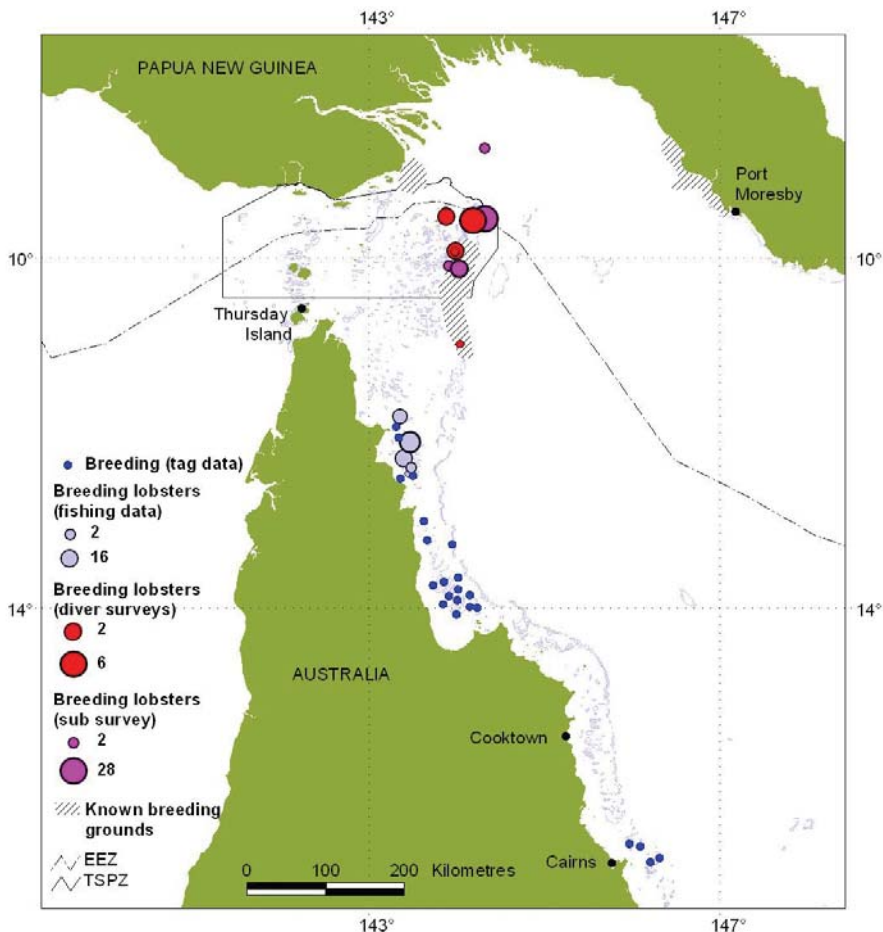 143°
147°
PAPUA NEW GUINEA
Port
Moresby
10°
10°
Thursday
Island
Breeding (tag data)
Breeding lobsters
(fishing data)
2
16
Breeding lobsters
(diver surveys)
2
6
Breeding lobsters
(sub survey)
2
28
Known breeding
grounds
EEZ
TSPZ
14°
14°
AUSTRALIA
Cooktown
Cairns
0 100 200 Kilometres
143°
147°